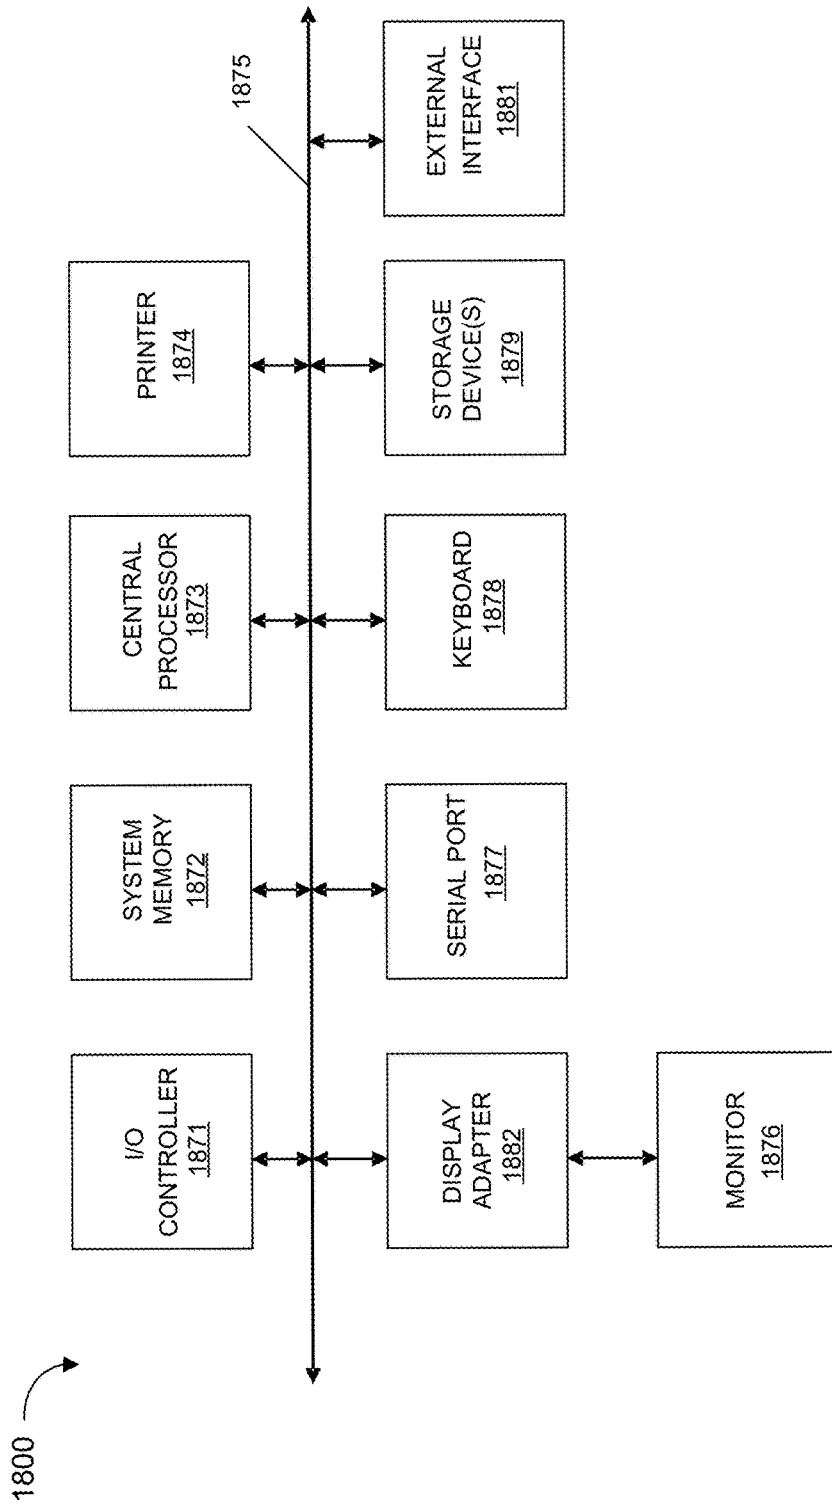 1800
I/O
CONTROLLER
1871
SYSTEM
MEMORY
1872
CENTRAL
PROCESSOR
1873
PRINTER
1874
1875
DISPLAY
ADAPTER
1882
SERIAL PORT
1877
KEYBOARD
1878
STORAGE
DEVICE(S)
1879
EXTERNAL
INTERFACE
1881
MONITOR
1876